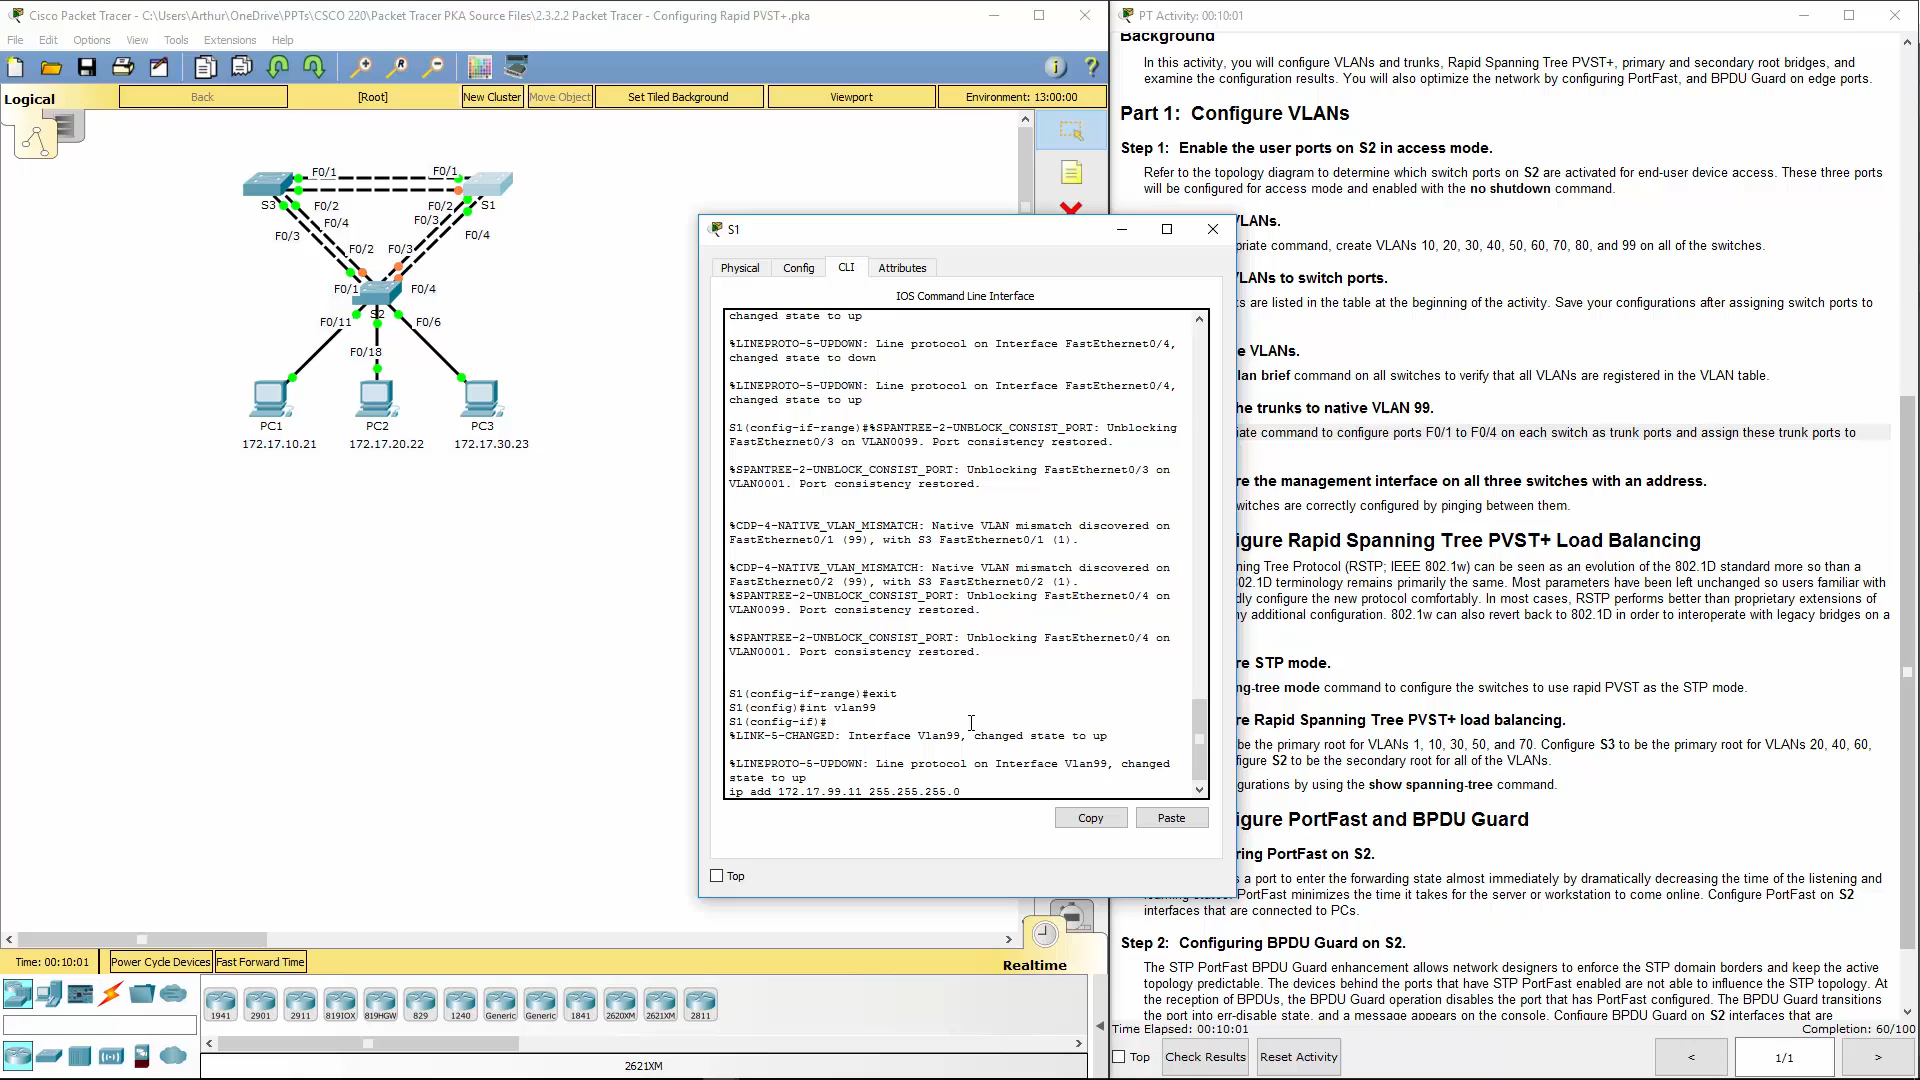 Cisco Packet Tracer - C:\Users\Arthur\OneDrive\PPTs\CSCO 220\Packet Tracer PKA Source Files\2.3.2.2 Packet Tracer - Configuring Rapid PVST+.pka
File Edit Options View Tools Extensions Help
Logical
Back
[Root]
New Cluster
Move Object
Set Tiled Background
Viewport
Environment: 13:00:00
F0/1
F0/1
S3
F0/2
F0/2
S1
F0/4
F0/3
F0/3
F0/4
F0/2
F0/3
F0/1
F0/4
S2
F0/11
F0/6
F0/18
PC1
PC2
PC3
172.17.10.21
172.17.20.22
172.17.30.23
S1
Physical
Config
CLI
Attributes
IOS Command Line Interface
changed state to up
%LINEPROTO-5-UPDOWN: Line protocol on Interface FastEthernet0/4,
changed state to down
%LINEPROTO-5-UPDOWN: Line protocol on Interface FastEthernet0/4,
changed state to up
S1(config-if-range)#%SPANTREE-2-UNBLOCK_CONSIST_PORT: Unblocking
FastEthernet0/3 on VLAN0099. Port consistency restored.
%SPANTREE-2-UNBLOCK_CONSIST_PORT: Unblocking FastEthernet0/3 on
VLAN0001. Port consistency restored.
%CDP-4-NATIVE_VLAN_MISMATCH: Native VLAN mismatch discovered on
FastEthernet0/1 (99), with S3 FastEthernet0/1 (1).
%CDP-4-NATIVE_VLAN_MISMATCH: Native VLAN mismatch discovered on
FastEthernet0/2 (99), with S3 FastEthernet0/2 (1).
%SPANTREE-2-UNBLOCK_CONSIST_PORT: Unblocking FastEthernet0/4 on
VLAN0099. Port consistency restored.
%SPANTREE-2-UNBLOCK_CONSIST_PORT: Unblocking FastEthernet0/4 on
VLAN0001. Port consistency restored.
S1(config-if-range)#exit
S1(config)#int vlan99
S1(config-if)#
%LINK-5-CHANGED: Interface Vlan99, changed state to up
%LINEPROTO-5-UPDOWN: Line protocol on Interface Vlan99, changed
state to up
ip add 172.17.99.11 255.255.255.0
Copy
Paste
Top
Time: 00:10:01
Power Cycle Devices
Fast Forward Time
Realtime
1941
2901
2911
819IOX
819HGW
829
1240
Generic
Generic
1841
2620XM
2621XM
2811
2621XM
PT Activity: 00:10:01
Background
In this activity, you will configure VLANs and trunks, Rapid Spanning Tree PVST+, primary and secondary root bridges, and
examine the configuration results. You will also optimize the network by configuring PortFast, and BPDU Guard on edge ports.
Part 1: Configure VLANs
Step 1: Enable the user ports on S2 in access mode.
Refer to the topology diagram to determine which switch ports on S2 are activated for end-user device access. These three ports
will be configured for access mode and enabled with the no shutdown command.
LANs.
priate command, create VLANs 10, 20, 30, 40, 50, 60, 70, 80, and 99 on all of the switches.
LANs to switch ports.
s are listed in the table at the beginning of the activity. Save your configurations after assigning switch ports to
e VLANs.
lan brief command on all switches to verify that all VLANs are registered in the VLAN table.
he trunks to native VLAN 99.
iate command to configure ports F0/1 to F0/4 on each switch as trunk ports and assign these trunk ports to
re the management interface on all three switches with an address.
witches are correctly configured by pinging between them.
igure Rapid Spanning Tree PVST+ Load Balancing
ning Tree Protocol (RSTP; IEEE 802.1w) can be seen as an evolution of the 802.1D standard more so than a
02.1D terminology remains primarily the same. Most parameters have been left unchanged so users familiar with
dly configure the new protocol comfortably. In most cases, RSTP performs better than proprietary extensions of
ny additional configuration. 802.1w can also revert back to 802.1D in order to interoperate with legacy bridges on a
re STP mode.
ng-tree mode command to configure the switches to use rapid PVST as the STP mode.
re Rapid Spanning Tree PVST+ load balancing.
be the primary root for VLANs 1, 10, 30, 50, and 70. Configure S3 to be the primary root for VLANs 20, 40, 60,
figure S2 to be the secondary root for all of the VLANs.
gurations by using the show spanning-tree command.
igure PortFast and BPDU Guard
ring PortFast on S2.
s a port to enter the forwarding state almost immediately by dramatically decreasing the time of the listening and
PortFast minimizes the time it takes for the server or workstation to come online. Configure PortFast on S2
interfaces that are connected to PCs.
Step 2: Configuring BPDU Guard on S2.
The STP PortFast BPDU Guard enhancement allows network designers to enforce the STP domain borders and keep the active
topology predictable. The devices behind the ports that have STP PortFast enabled are not able to influence the STP topology. At
the reception of BPDUs, the BPDU Guard operation disables the port that has PortFast configured. The BPDU Guard transitions
the port into err-disable state, and a message appears on the console. Configure BPDU Guard on S2 interfaces that are
Time Elapsed: 00:10:01
Completion: 60/100
Top
Check Results
Reset Activity
<
1/1
>